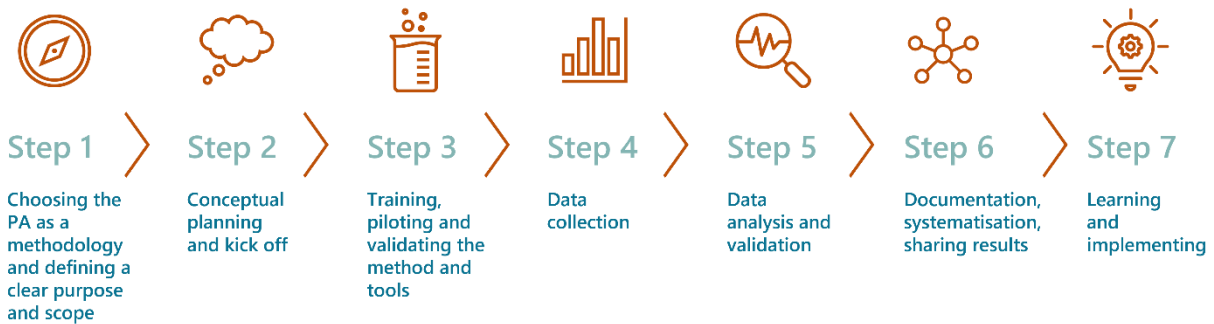 Step 1
Step 2
Step 3
Step 4
Step 5
Step 6
Step 7
Choosing the
PA as a
methodology
and defining a
clear purpose
and scope
Conceptual
planning
and kick off
Training,
piloting and
validating the
method and
tools
Data
collection
Data
analysis and
validation
Documentation,
systematisation,
sharing results
Learning
and
implementing